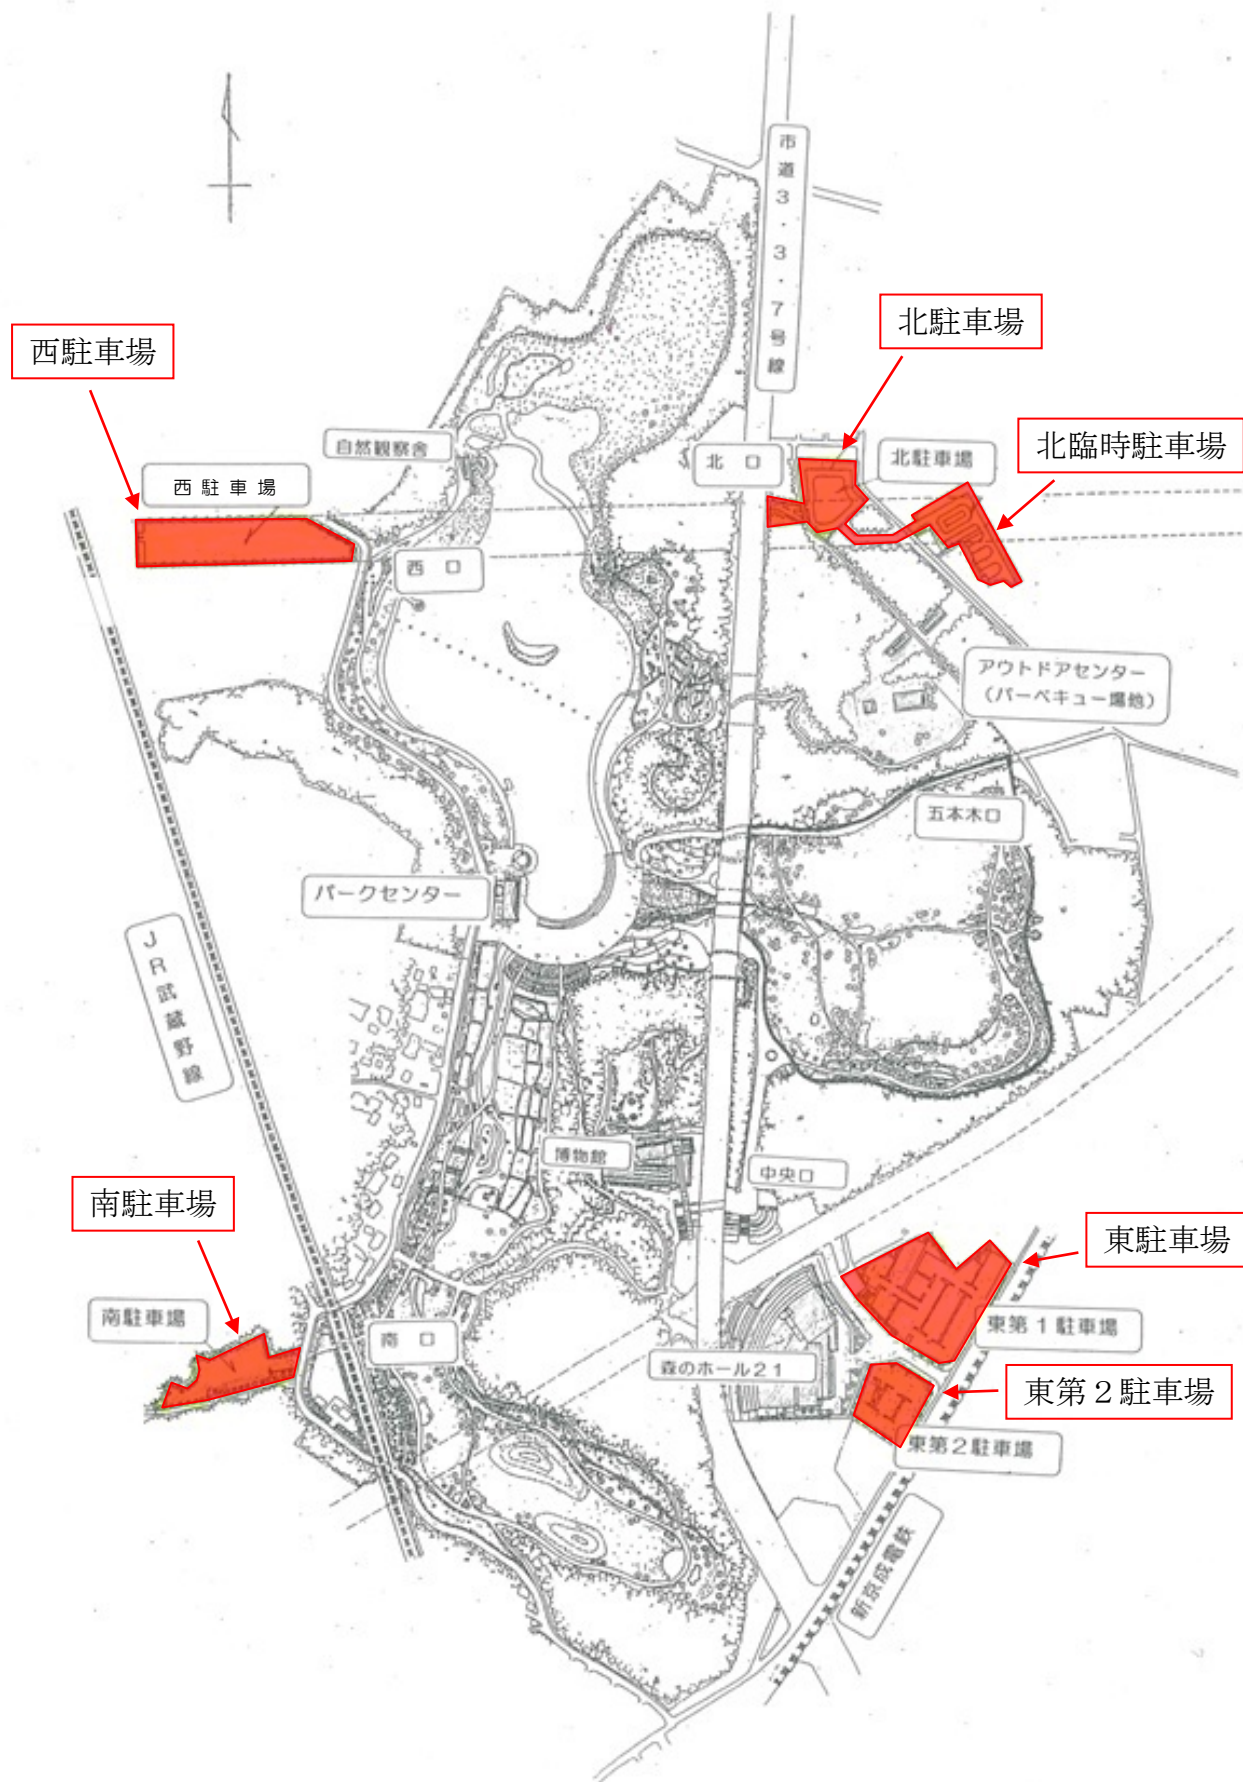 市道3・3・7号線
北駐車場
西駐車場
北臨時駐車場
自然観察舎
北口
北駐車場
西駐車場
西口
アウトドアセンター
（バーベキュー場他）
五本木口
パークセンター
JR武蔵野線
博物館
中央口
南駐車場
東駐車場
南駐車場
南口
東第1駐車場
森のホール21
東第２駐車場
東第2駐車場
新京成電鉄